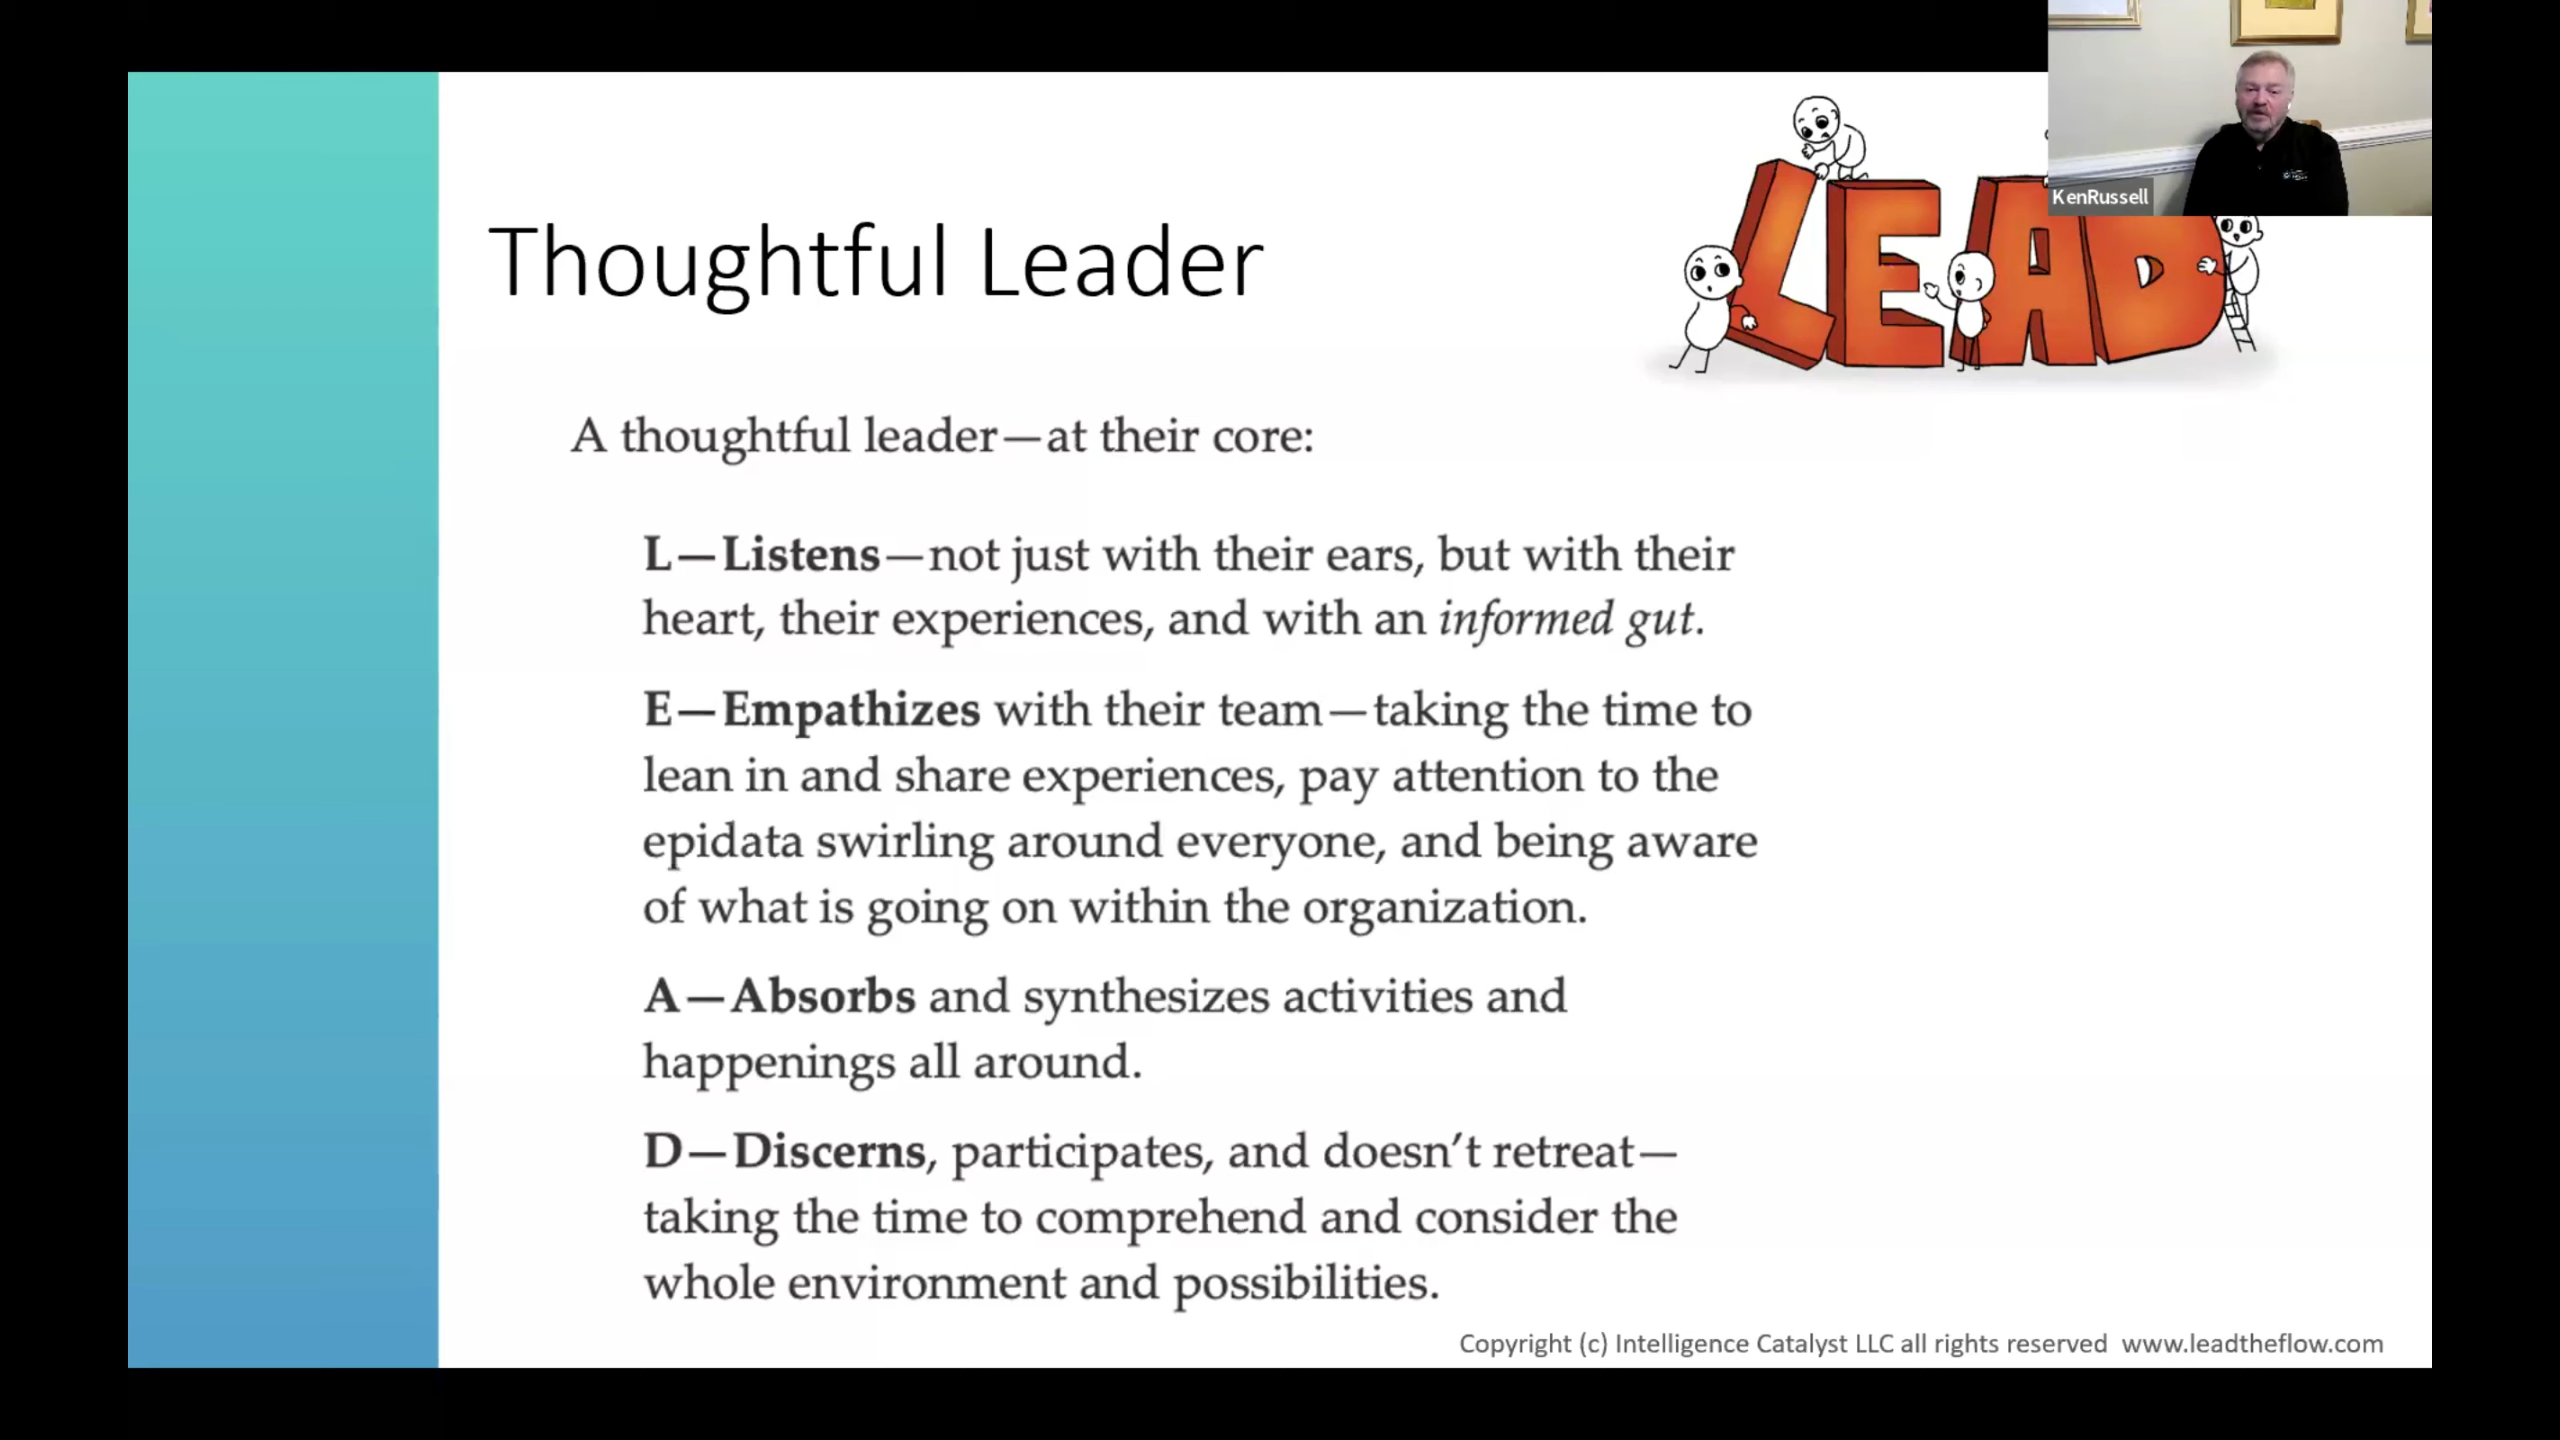 KenRussell
LEAD
Thoughtful Leader
A thoughtful leader—at their core:
L—Listens—not just with their ears, but with their
heart, their experiences, and with an informed gut.
E—Empathizes with their team—taking the time to
lean in and share experiences, pay attention to the
epidata swirling around everyone, and being aware
of what is going on within the organization.
A—Absorbs and synthesizes activities and
happenings all around.
D—Discerns, participates, and doesn’t retreat—
taking the time to comprehend and consider the
whole environment and possibilities.
Copyright (c) Intelligence Catalyst LLC all rights reserved www.leadtheflow.com